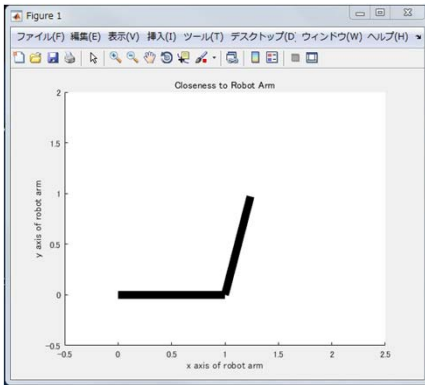 Figure 1
ファイル(F) 編集(E) 表示(V) 挿入(I) ツール(T) デスクトップ(D) ウィンドウ(W) ヘルプ(H)
Closeness to Robot Arm
2
1.5
1
0.5
0
-0.5
y axis of robot arm
-0.5 0 0.5 1 1.5 2 2.5
x axis of robot arm